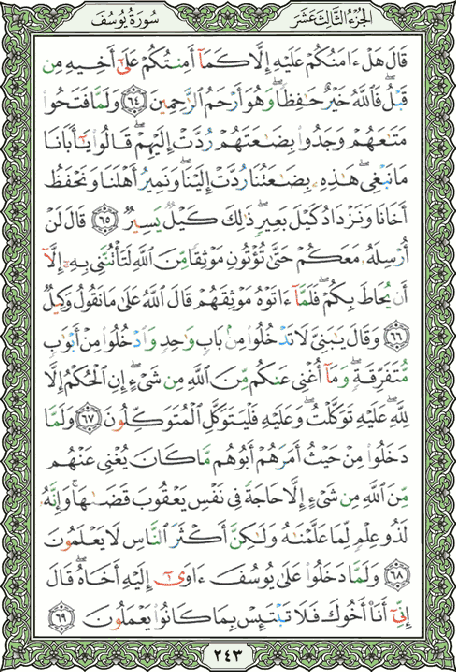 الجزء الثالث عشر
سورة يوسف
قَالَ هَلْ ءَامَنُكُمْ عَلَيْهِ إِلَّا كَمَآ أَمِنتُكُمْ عَلَىٰٓ أَخِيهِ مِن
قَبْلُ ۖ فَٱللَّهُ خَيْرٌ حَـٰفِظًا ۖ وَهُوَ أَرْحَمُ ٱلرَّٰحِمِينَ ٦٤ وَلَمَّا فَتَحُوا۟
مَتَـٰعَهُمْ وَجَدُوا۟ بِضَـٰعَتَهُمْ رُدَّتْ إِلَيْهِمْ ۖ قَالُوا۟ يَـٰٓأَبَانَا
مَا نَبْغِى ۖ هَـٰذِهِۦ بِضَـٰعَتُنَا رُدَّتْ إِلَيْنَا ۖ وَنَمِيرُ أَهْلَنَا وَنَحْفَظُ
أَخَانَا وَنَزْدَادُ كَيْلَ بَعِيرٍ ۖ ذَٰلِكَ كَيْلٌ يَسِيرٌ ٦٥ قَالَ لَنْ
أُرْسِلَهُۥ مَعَكُمْ حَتَّىٰ تُؤْتُونِ مَوْثِقًا مِّنَ ٱللَّهِ لَتَأْتُنَّنِى بِهِۦٓ إِلَّآ
أَن يُحَاطَ بِكُمْ ۖ فَلَمَّآ ءَاتَوْهُ مَوْثِقَهُمْ قَالَ ٱللَّهُ عَلَىٰ مَا نَقُولُ وَكِيلٌ
٦٦ وَقَالَ يَـٰبَنِىَّ لَا تَدْخُلُوا۟ مِنۢ بَابٍ وَٰحِدٍ وَٱدْخُلُوا۟ مِنْ أَبْوَٰبٍ
مُّتَفَرِّقَةٍ ۖ وَمَآ أُغْنِى عَنكُم مِّنَ ٱللَّهِ مِن شَىْءٍ ۖ إِنِ ٱلْحُكْمُ إِلَّا
لِلَّهِ ۖ عَلَيْهِ تَوَكَّلْتُ ۖ وَعَلَيْهِ فَلْيَتَوَكَّلِ ٱلْمُتَوَكِّلُونَ ٦٧ وَلَمَّا
دَخَلُوا۟ مِنْ حَيْثُ أَمَرَهُمْ أَبُوهُم مَّا كَانَ يُغْنِى عَنْهُم
مِّنَ ٱللَّهِ مِن شَىْءٍ إِلَّا حَاجَةً فِى نَفْسِ يَعْقُوبَ قَضَىٰهَا ۚ وَإِنَّهُۥ
لَذُو عِلْمٍ لِّمَا عَلَّمْنَـٰهُ وَلَـٰكِنَّ أَكْثَرَ ٱلنَّاسِ لَا يَعْلَمُونَ
٦٨ وَلَمَّا دَخَلُوا۟ عَلَىٰ يُوسُفَ ءَاوَىٰٓ إِلَيْهِ أَخَاهُ ۖ قَالَ
إِنِّىٓ أَنَا۠ أَخُوكَ فَلَا تَبْتَئِسْ بِمَا كَانُوا۟ يَعْمَلُونَ ٦٩
٢٤٣